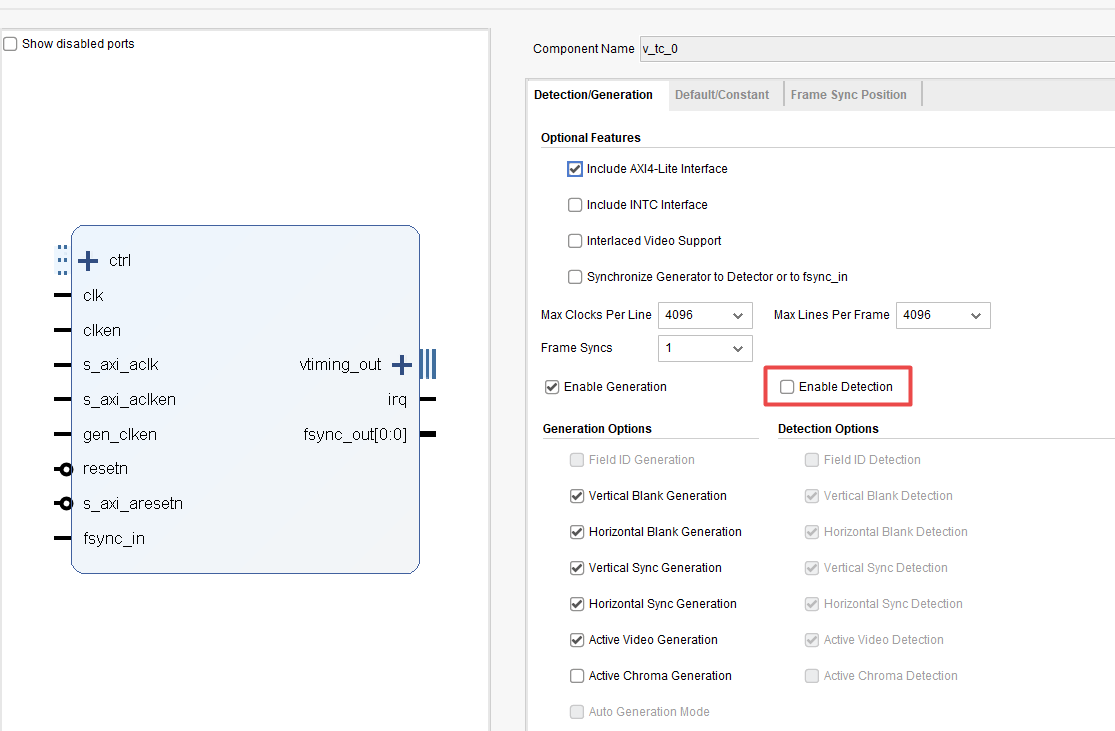 Show disabled ports
ctrl
clk
clken
s_axi_aclk
s_axi_aclken
gen_clken
resetn
s_axi_aresetn
fsync_in
vtiming_out
irq
fsync_out[0:0]
Component Name v_tc_0
Detection/Generation Default/Constant Frame Sync Position
Optional Features
Include AXI4-Lite Interface
Include INTC Interface
Interlaced Video Support
Synchronize Generator to Detector or to fsync_in
Max Clocks Per Line 4096 Max Lines Per Frame 4096
Frame Syncs 1
Enable Generation Enable Detection
Generation Options
Field ID Generation
Vertical Blank Generation
Horizontal Blank Generation
Vertical Sync Generation
Horizontal Sync Generation
Active Video Generation
Active Chroma Generation
Auto Generation Mode
Detection Options
Field ID Detection
Vertical Blank Detection
Horizontal Blank Detection
Vertical Sync Detection
Horizontal Sync Detection
Active Video Detection
Active Chroma Detection